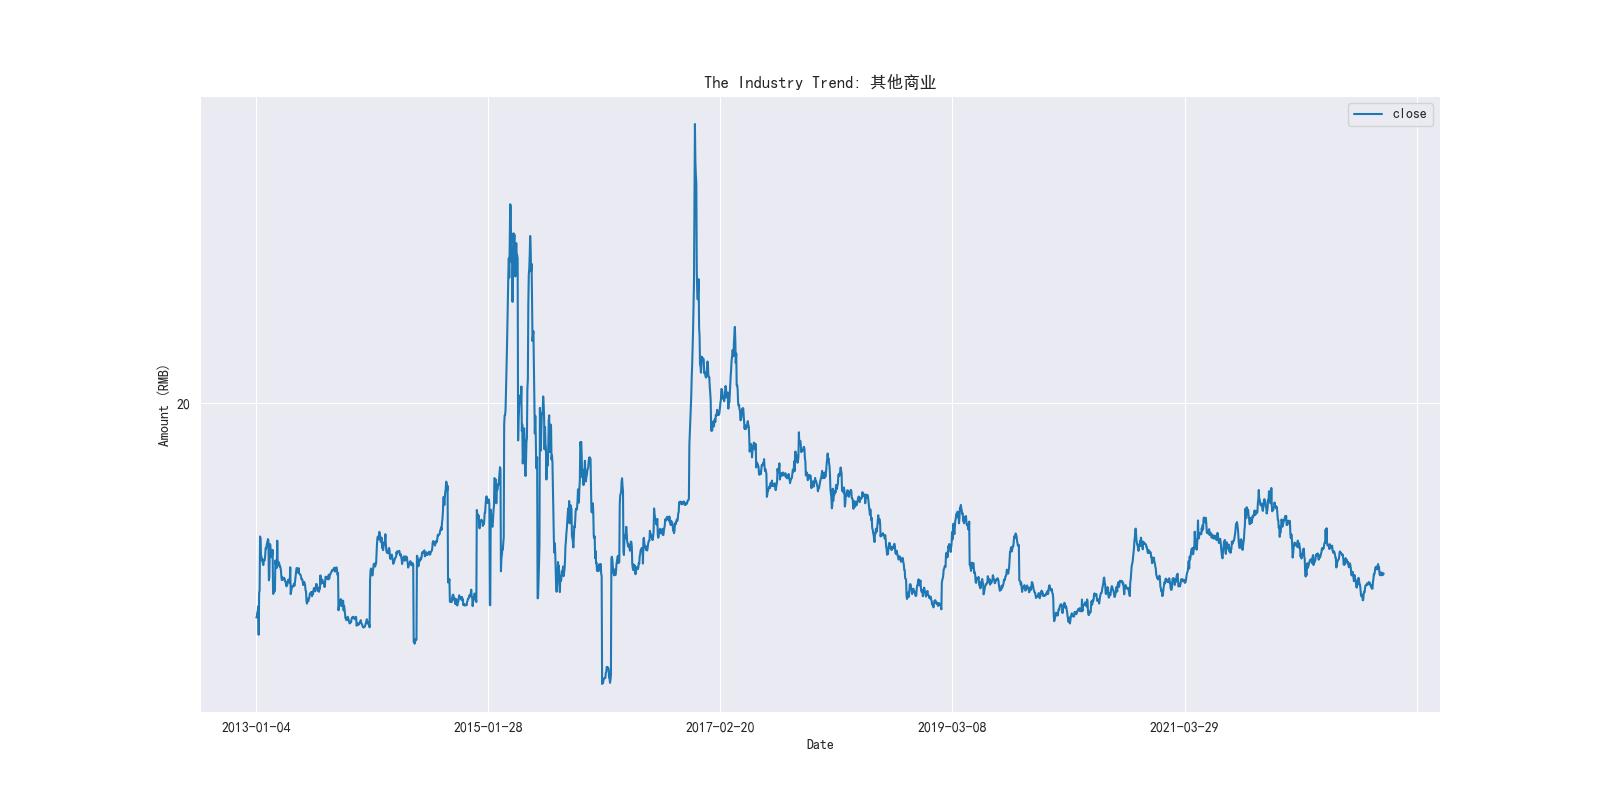 The Industry Trend: 其他商业
close
Amount (RMB)
20
2013-01-04
2015-01-28
2017-02-20
2019-03-08
2021-03-29
Date